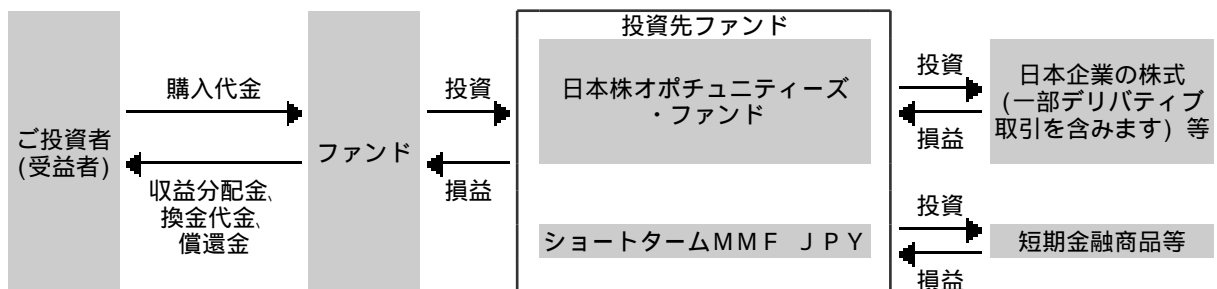 ご投資者
(受益者)
購入代金
収益分配金、
換金代金、
償還金
ファンド
投資
損益
投資先ファンド
日本株オポチュニティーズ
・ファンド
ショートタームMMF JPY
投資
損益
日本企業の株式
(一部デリバティブ
取引を含みます) 等
投資
損益
短期金融商品等